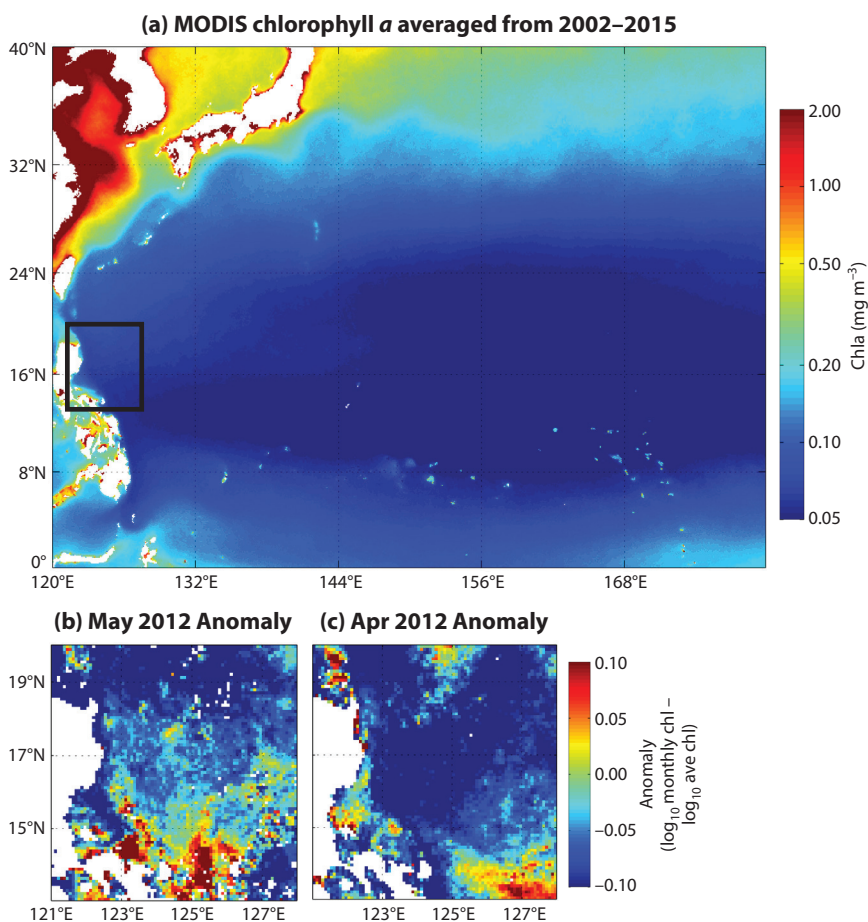 (a) MODIS chlorophyll a averaged from 2002–2015
40°N
32°N
24°N
16°N
8°N
0°
120°E 132°E 144°E 156°E 168°E
2.00
1.00
0.50
0.20
0.10
0.05
Chla (mg m⁻³)
(b) May 2012 Anomaly (c) Apr 2012 Anomaly
19°N
17°N
15°N
121°E 123°E 125°E 127°E
123°E 125°E 127°E
0.10
0.05
0.00
−0.05
−0.10
Anomaly
(log₁₀ monthly chl –
log₁₀ ave chl)